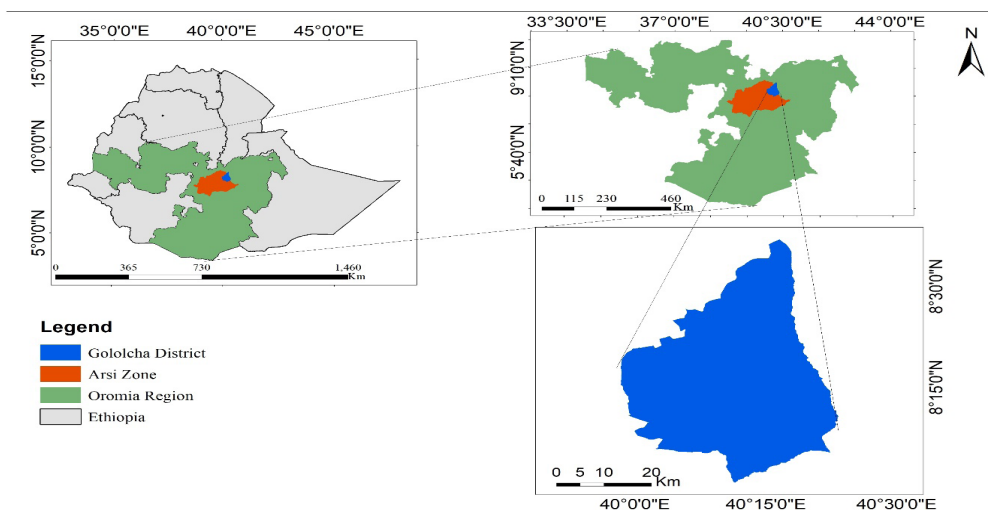 35°0'0"E 40°0'0"E 45°0'0"E
15°0'0"N
10°0'0"N
5°0'0"N
0 365 730 1,460
Km
33°30'0"E 37°0'0"E 40°30'0"E 44°0'0"E
N
9°10'0"N
5°40'0"N
0 115 230 460
Km
Legend
Gololcha District
Arsi Zone
Oromia Region
Ethiopia
8°30'0"N
8°15'0"N
0 5 10 20
Km
40°0'0"E 40°15'0"E 40°30'0"E